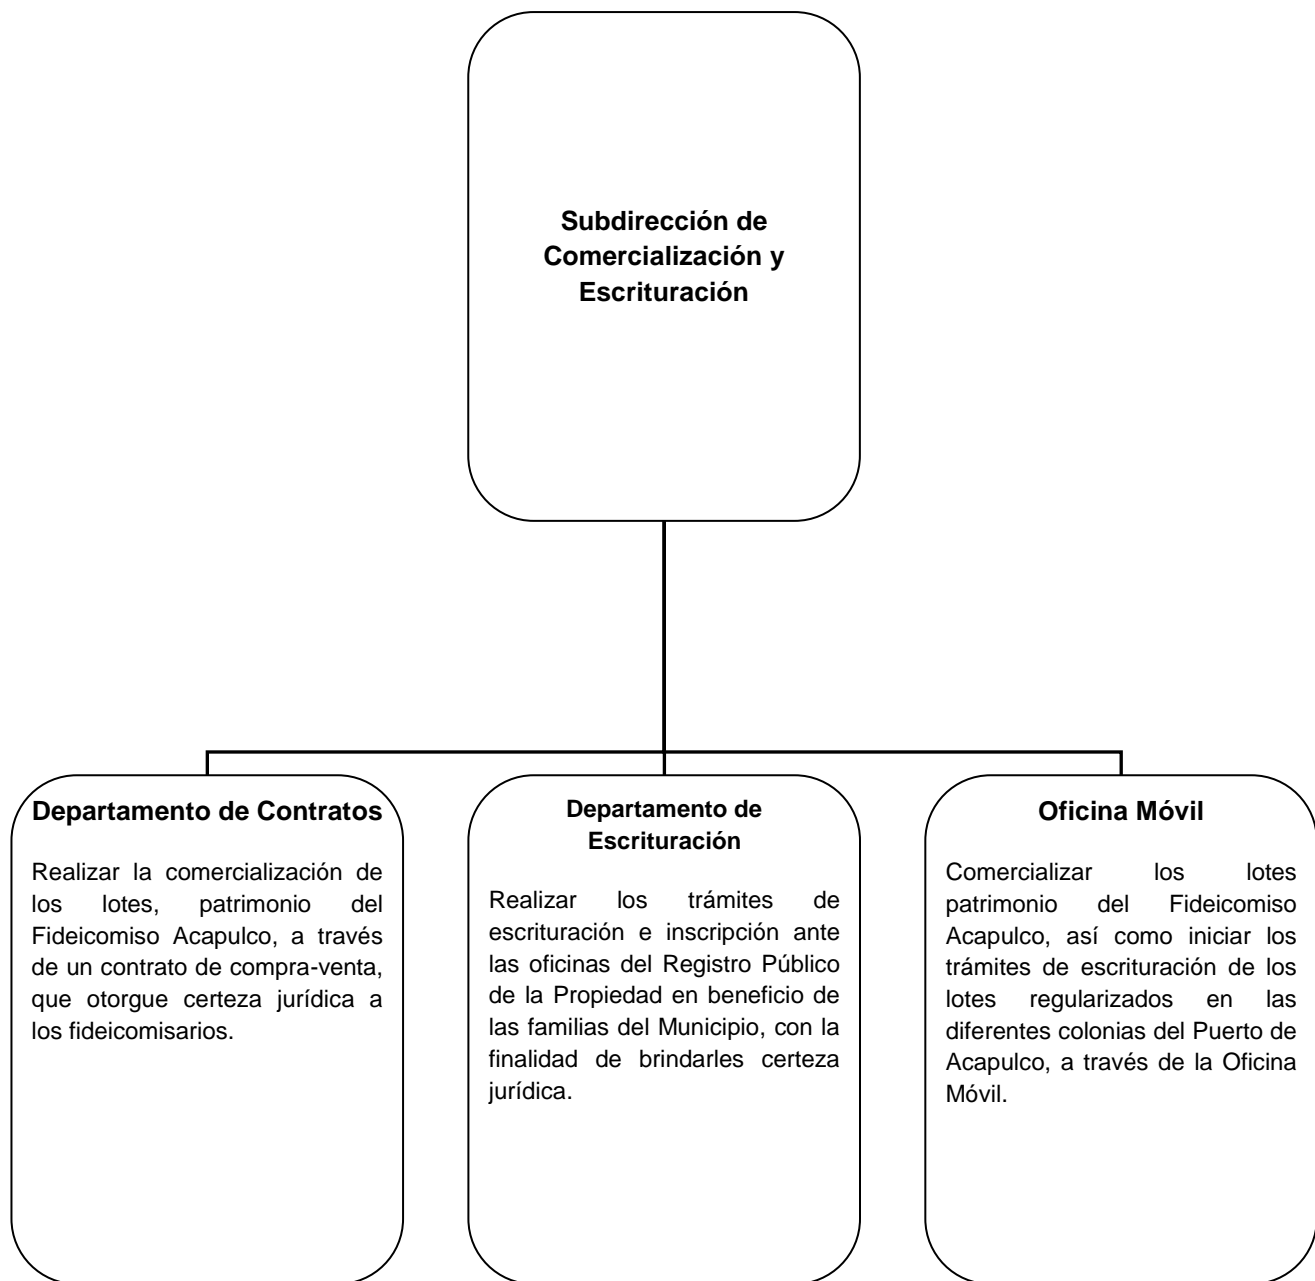 Subdirección de
Comercialización y
Escrituración
Departamento de Contratos
Realizar la comercialización de
los lotes, patrimonio del
Fideicomiso Acapulco, a través
de un contrato de compra-venta,
que otorgue certeza jurídica a
los fideicomisarios.
Departamento de
Escrituración
Realizar los trámites de
escrituración e inscripción ante
las oficinas del Registro Público
de la Propiedad en beneficio de
las familias del Municipio, con la
finalidad de brindarles certeza
jurídica.
Oficina Móvil
Comercializar los lotes
patrimonio del Fideicomiso
Acapulco, así como iniciar los
trámites de escrituración de los
lotes regularizados en las
diferentes colonias del Puerto de
Acapulco, a través de la Oficina
Móvil.